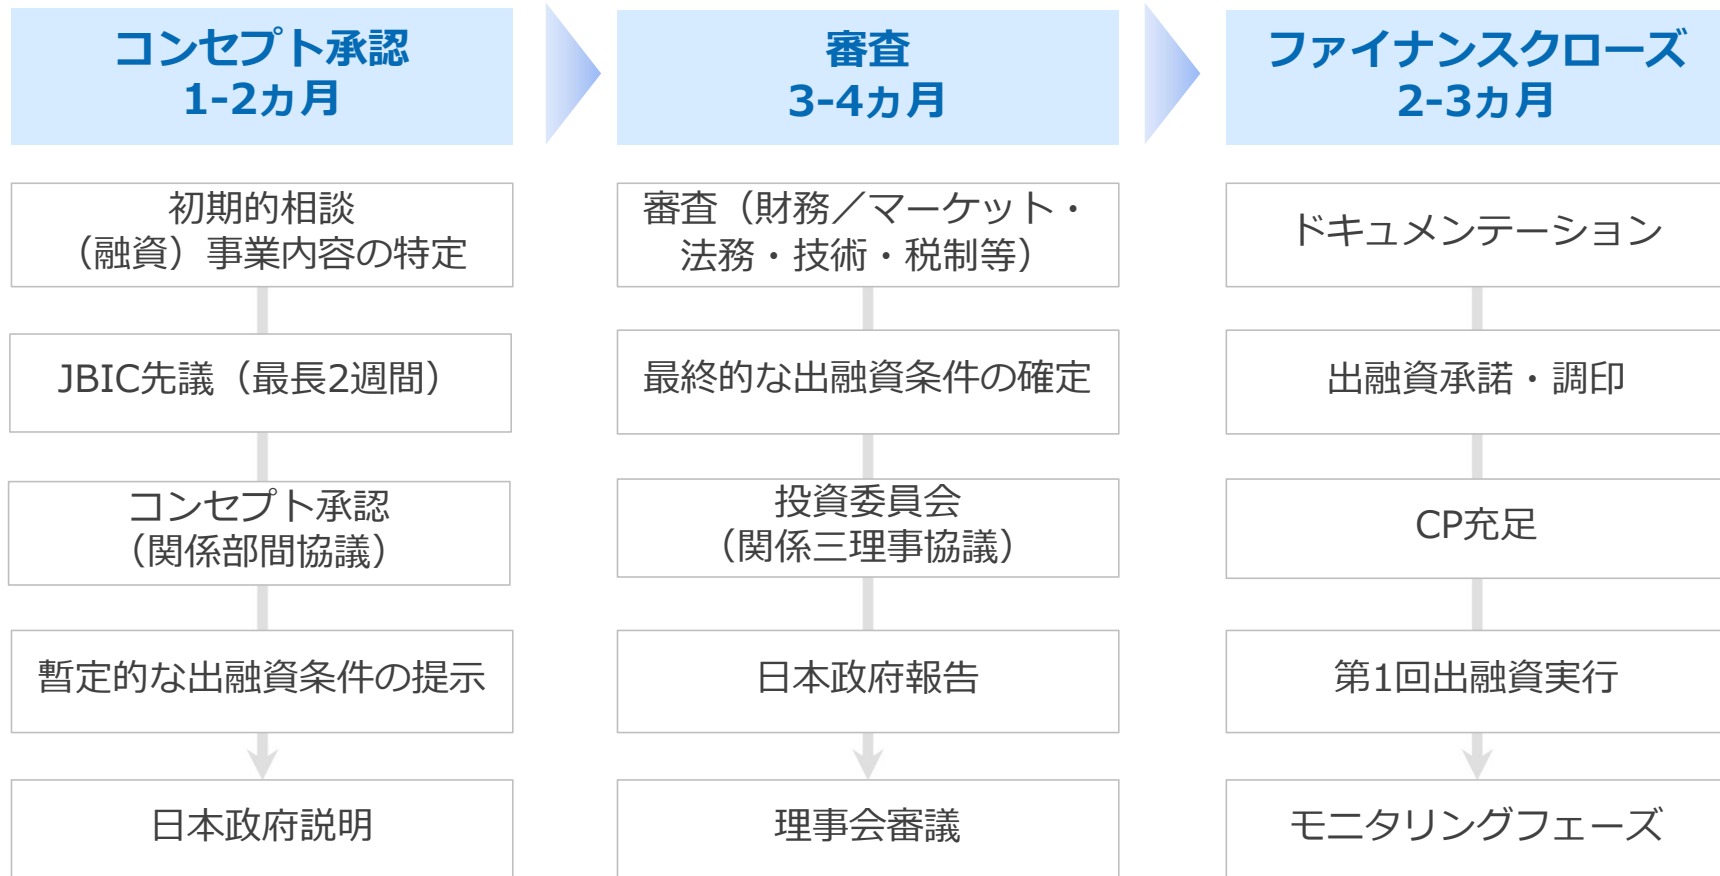 コンセプト承認
1-2ヵ月
初期的相談
（融資）事業内容の特定
JBIC先議（最長2週間）
コンセプト承認
（関係部間協議）
暫定的な出融資条件の提示
日本政府説明
審査
3-4ヵ月
審査（財務／マーケット・
法務・技術・税制等）
最終的な出融資条件の確定
投資委員会
（関係三理事協議）
日本政府報告
理事会審議
ファイナンスクローズ
2-3ヵ月
ドキュメンテーション
出融資承諾・調印
CP充足
第1回出融資実行
モニタリングフェーズ